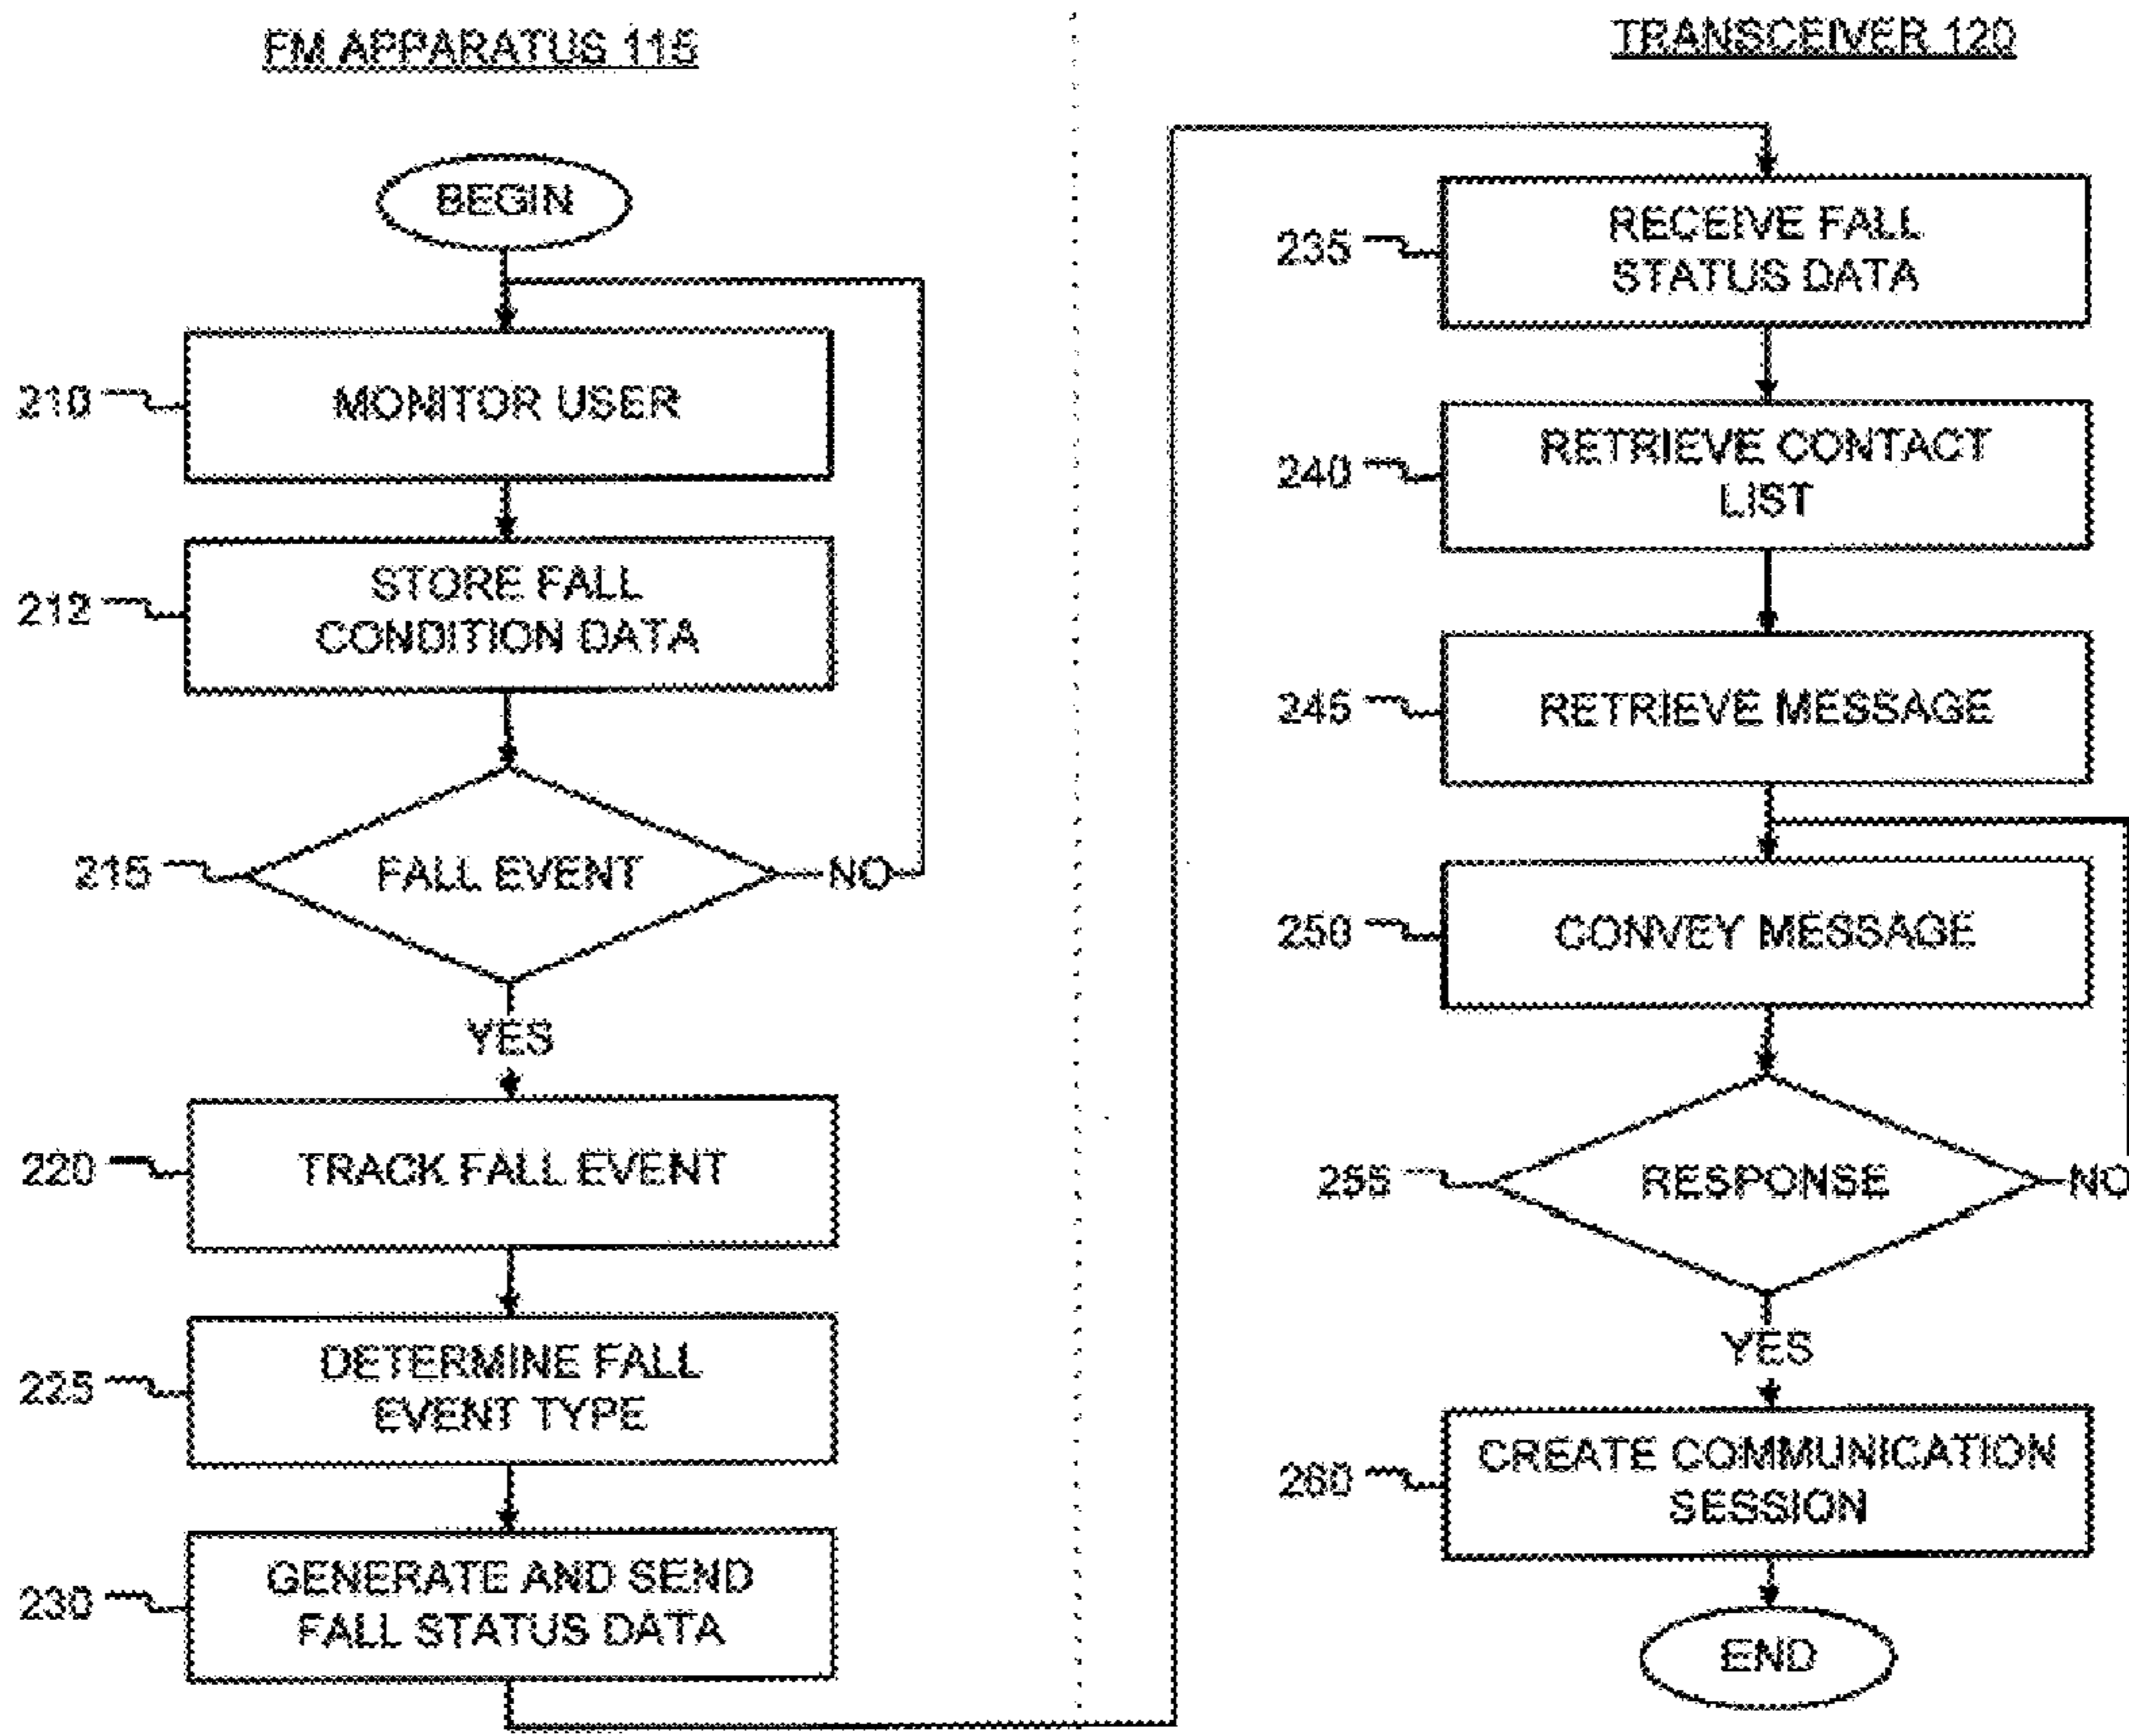 FM APPARATUS 115
BEGIN
210
MONITOR USER
212
STORE FALL
CONDITION DATA
215
FALL EVENT
NO
YES
220
TRACK FALL EVENT
225
DETERMINE FALL
EVENT TYPE
230
GENERATE AND SEND
FALL STATUS DATA
TRANSCEIVER 120
235
RECEIVE FALL
STATUS DATA
240
RETRIEVE CONTACT
LIST
245
RETRIEVE MESSAGE
250
CONVEY MESSAGE
255
RESPONSE
NO
YES
260
CREATE COMMUNICATION
SESSION
END